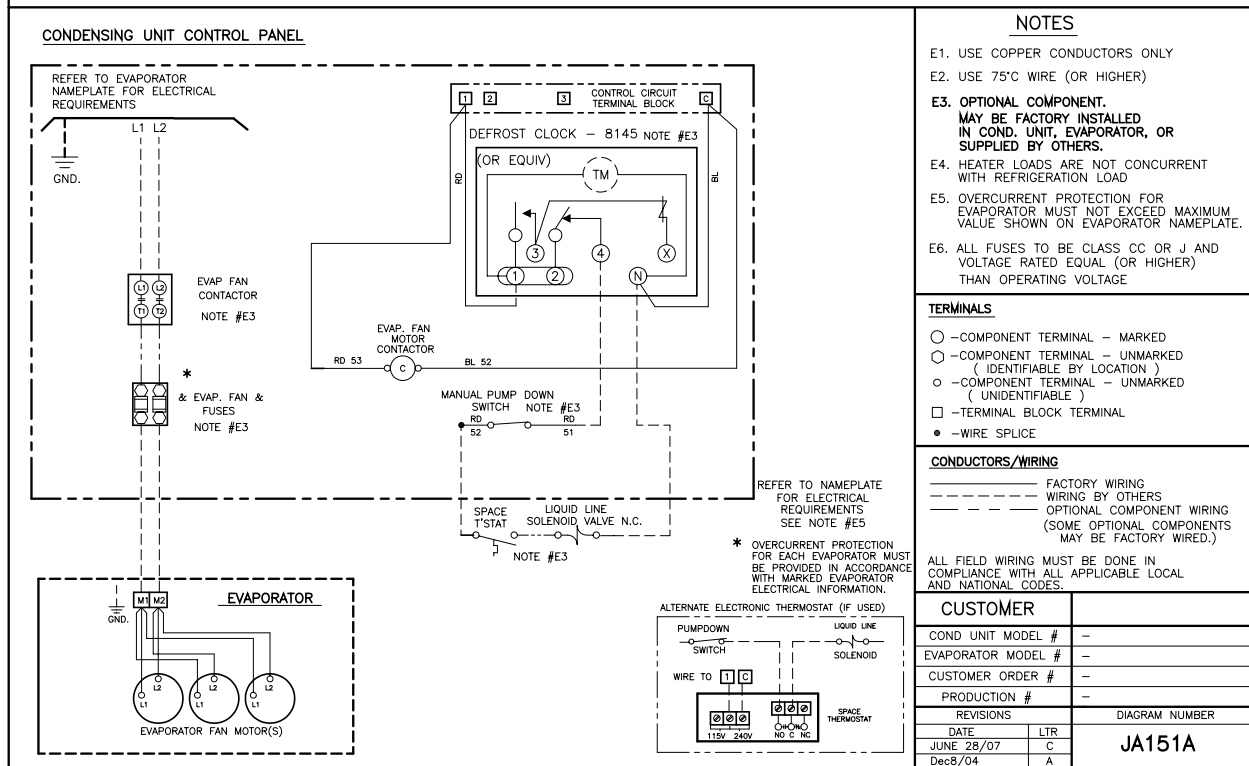 CONDENSING UNIT CONTROL PANEL
REFER TO EVAPORATOR
NAMEPLATE FOR ELECTRICAL
REQUIREMENTS
L1 L2
GND.
1 2 3 C
CONTROL CIRCUIT
TERMINAL BLOCK
DEFROST CLOCK – 8145 NOTE #E3
(OR EQUIV)
TM
RD
BL
3 4 X
1 2 N
L1 L2
T1 T2
EVAP FAN
CONTACTOR
NOTE #E3
EVAP. FAN
MOTOR
CONTACTOR
RD 53
C
BL 52
*
& EVAP. FAN &
FUSES
NOTE #E3
MANUAL PUMP DOWN
SWITCH NOTE #E3
RD RD
52 51
SPACE
T'STAT
LIQUID LINE
SOLENOID VALVE N.C.
NOTE #E3
REFER TO NAMEPLATE
FOR ELECTRICAL
REQUIREMENTS
SEE NOTE #E5
* OVERCURRENT PROTECTION
FOR EACH EVAPORATOR MUST
BE PROVIDED IN ACCORDANCE
WITH MARKED EVAPORATOR
ELECTRICAL INFORMATION.
GND.
M1 M2
EVAPORATOR
L1 L2
L1 L2
L1 L2
EVAPORATOR FAN MOTOR(S)
ALTERNATE ELECTRONIC THERMOSTAT (IF USED)
PUMPDOWN
SWITCH
LIQUID LINE
SOLENOID
WIRE TO 1 C
115V 240V
NO C NC
SPACE
THERMOSTAT
NOTES
E1. USE COPPER CONDUCTORS ONLY
E2. USE 75°C WIRE (OR HIGHER)
E3. OPTIONAL COMPONENT.
MAY BE FACTORY INSTALLED
IN COND. UNIT, EVAPORATOR, OR
SUPPLIED BY OTHERS.
E4. HEATER LOADS ARE NOT CONCURRENT
WITH REFRIGERATION LOAD
E5. OVERCURRENT PROTECTION FOR
EVAPORATOR MUST NOT EXCEED MAXIMUM
VALUE SHOWN ON EVAPORATOR NAMEPLATE.
E6. ALL FUSES TO BE CLASS CC OR J AND
VOLTAGE RATED EQUAL (OR HIGHER)
THAN OPERATING VOLTAGE
TERMINALS
–COMPONENT TERMINAL – MARKED
–COMPONENT TERMINAL – UNMARKED
( IDENTIFIABLE BY LOCATION )
–COMPONENT TERMINAL – UNMARKED
( UNIDENTIFIABLE )
–TERMINAL BLOCK TERMINAL
–WIRE SPLICE
CONDUCTORS/WIRING
FACTORY WIRING
WIRING BY OTHERS
OPTIONAL COMPONENT WIRING
(SOME OPTIONAL COMPONENTS
MAY BE FACTORY WIRED.)
ALL FIELD WIRING MUST BE DONE IN
COMPLIANCE WITH ALL APPLICABLE LOCAL
AND NATIONAL CODES.
CUSTOMER
COND UNIT MODEL # –
EVAPORATOR MODEL # –
CUSTOMER ORDER # –
PRODUCTION # –
REVISIONS
DIAGRAM NUMBER
DATE LTR
JUNE 28/07 C
Dec8/04 A
JA151A